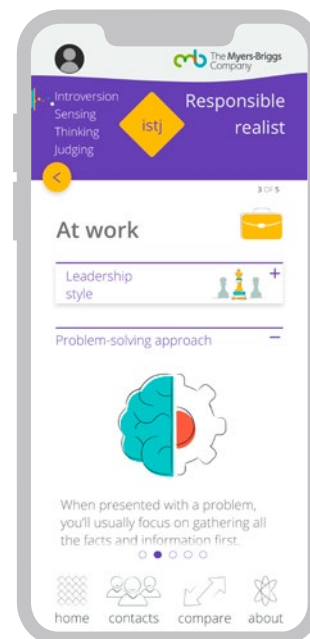 The Myers-Briggs
Company
Introversion
Sensing
Thinking
Judging
istj
Responsible
realist
<
3 OF 5
At work
Leadership
style
+
Problem-solving approach
−
When presented with a problem,
you'll usually focus on gathering all
the facts and information first.
home contacts compare about